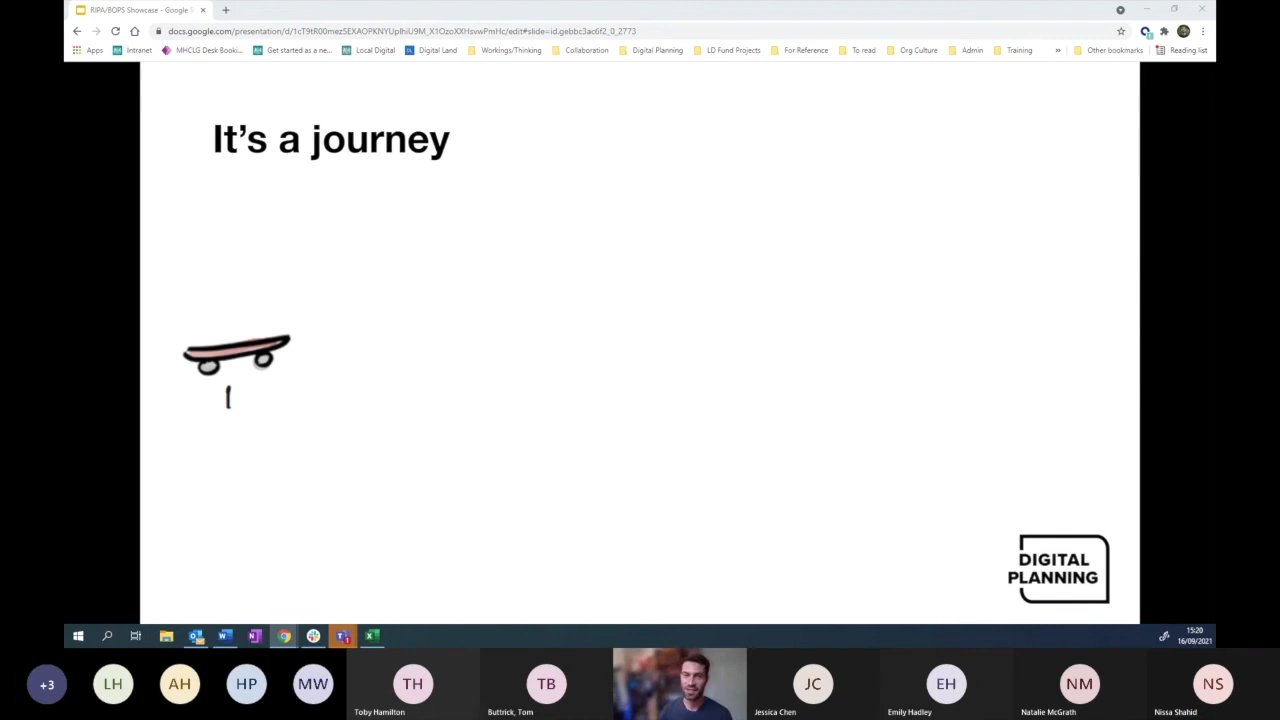 RIPA/BOPS Showcase - Google S
docs.google.com/presentation/d/1cT9tR00mez5EXAOPKNYUplhiU9M_X1OzoXXHsvwPmHc/edit#slide=id.gebbc3ac6f2_0_2773
Apps
Intranet
MHCLG Desk Booki...
Get started as a ne...
Local Digital
Digital Land
Workings/Thinking
Collaboration
Digital Planning
LD Fund Projects
For Reference
To read
Org Culture
Admin
Training
»
Other bookmarks
Reading list
It's a journey
1
DIGITAL
PLANNING
15:20
16/09/2021
+3
LH
AH
HP
MW
TH
TB
JC
EH
NM
NS
Toby Hamilton
Buttrick, Tom
Jessica Chen
Emily Hadley
Natalie McGrath
Nissa Shahid